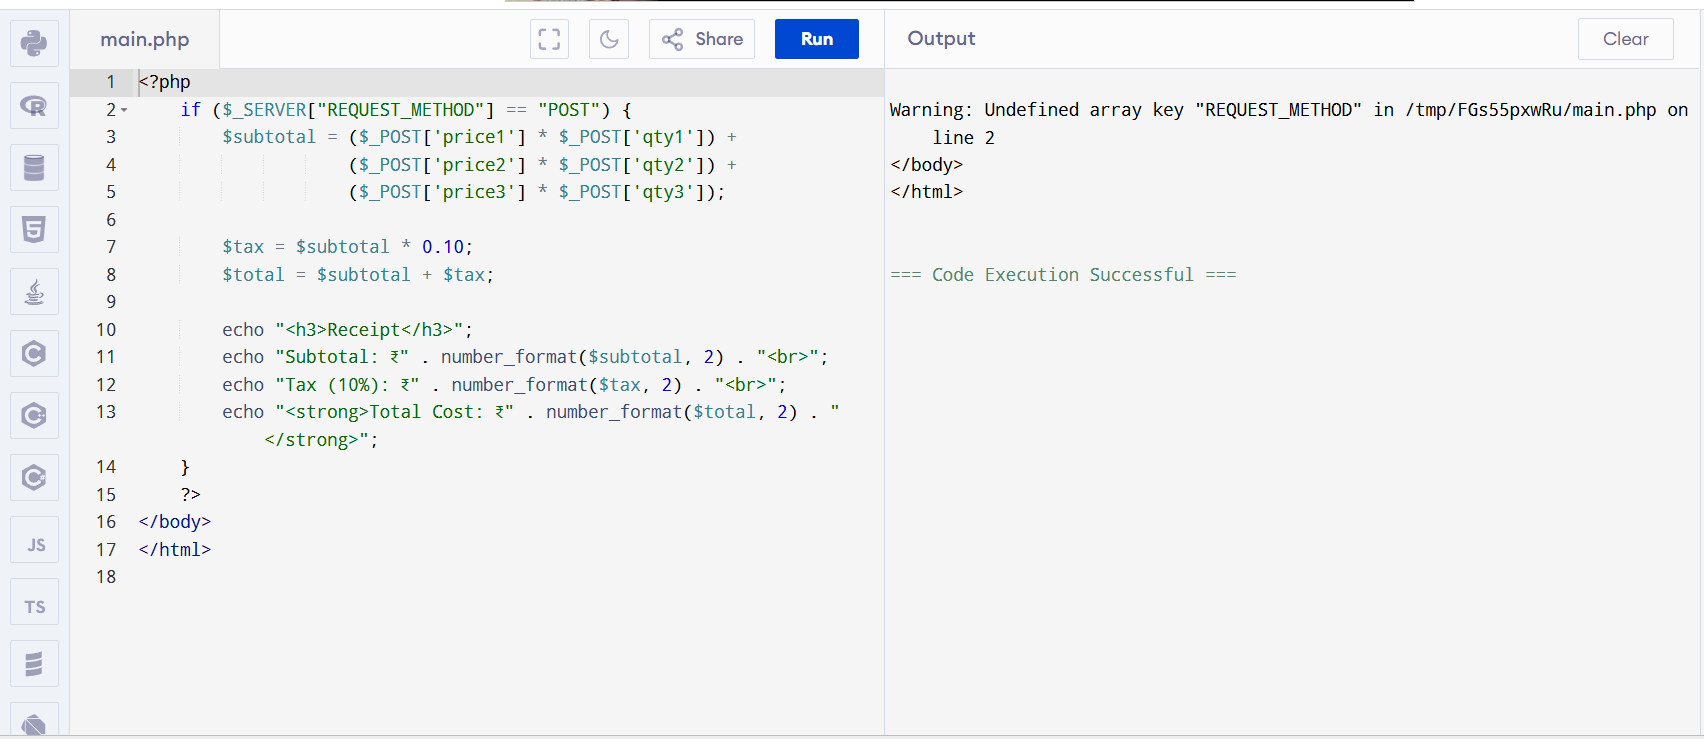 main.php
Share
Run
Output
Clear
1 <?php
2 if ($_SERVER["REQUEST_METHOD"] == "POST") {
3 $subtotal = ($_POST['price1'] * $_POST['qty1']) +
4 ($_POST['price2'] * $_POST['qty2']) +
5 ($_POST['price3'] * $_POST['qty3']);
6
7 $tax = $subtotal * 0.10;
8 $total = $subtotal + $tax;
9
10 echo "<h3>Receipt</h3>";
11 echo "Subtotal: ₹" . number_format($subtotal, 2) . "<br>";
12 echo "Tax (10%): ₹" . number_format($tax, 2) . "<br>";
13 echo "<strong>Total Cost: ₹" . number_format($total, 2) . "
</strong>";
14 }
15 ?>
16 </body>
17 </html>
18
Warning: Undefined array key "REQUEST_METHOD" in /tmp/FGs55pxwRu/main.php on
line 2
</body>
</html>
=== Code Execution Successful ===
R
5
C
C
C
JS
TS